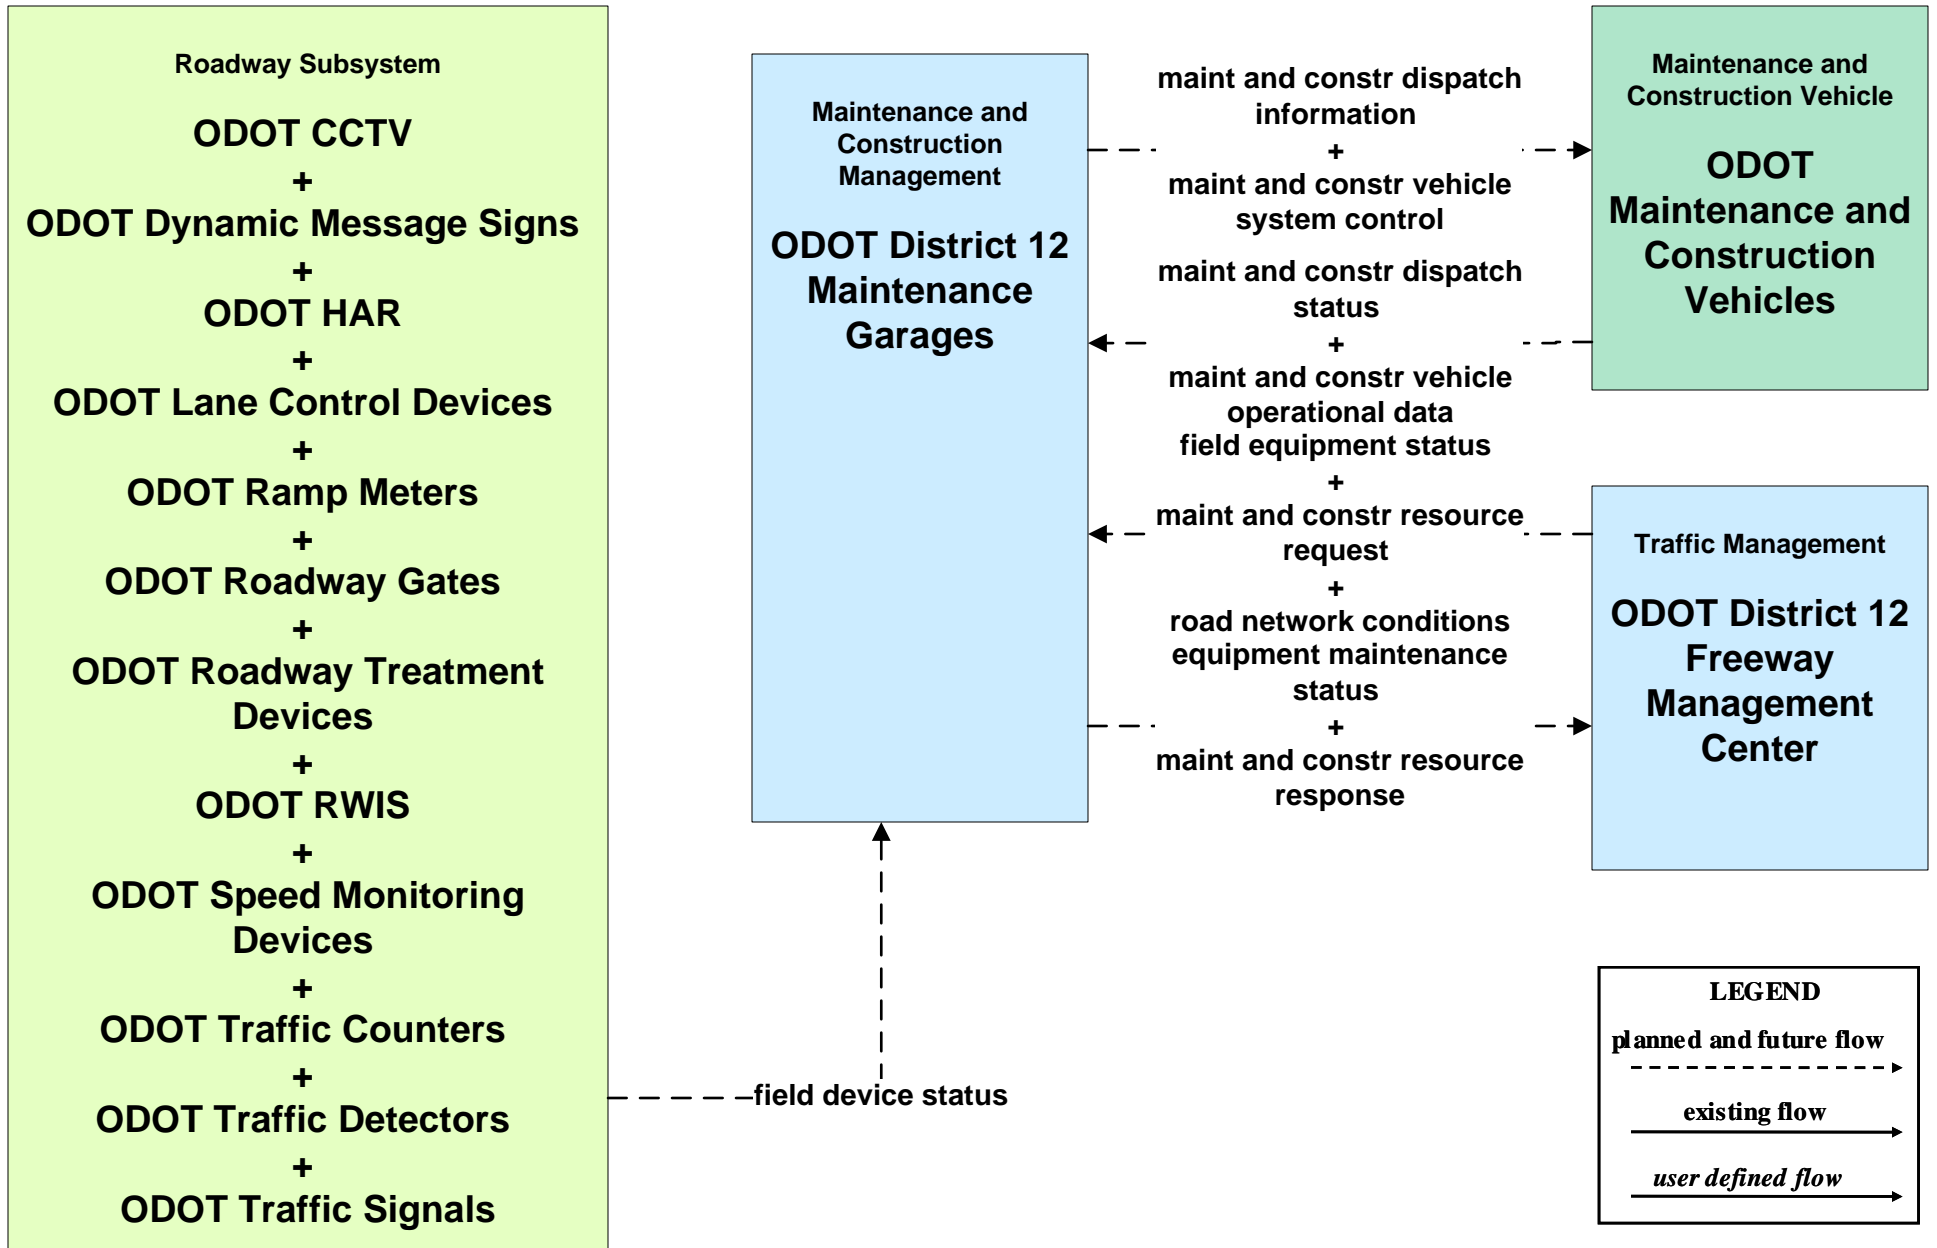 Roadway Subsystem
ODOT CCTV
+
ODOT Dynamic Message Signs
+
ODOT HAR
+
ODOT Lane Control Devices
+
ODOT Ramp Meters
+
ODOT Roadway Gates
+
ODOT Roadway Treatment
Devices
+
ODOT RWIS
+
ODOT Speed Monitoring
Devices
+
ODOT Traffic Counters
+
ODOT Traffic Detectors
+
ODOT Traffic Signals
Maintenance and
Construction
Management
ODOT District 12
Maintenance
Garages
maint and constr dispatch
information
+
maint and constr vehicle
system control
maint and constr dispatch
status
+
maint and constr vehicle
operational data
field equipment status
+
maint and constr resource
request
+
road network conditions
equipment maintenance
status
+
maint and constr resource
response
field device status
Maintenance and
Construction Vehicle
ODOT
Maintenance and
Construction
Vehicles
Traffic Management
ODOT District 12
Freeway
Management
Center
LEGEND
planned and future flow
existing flow
user defined flow